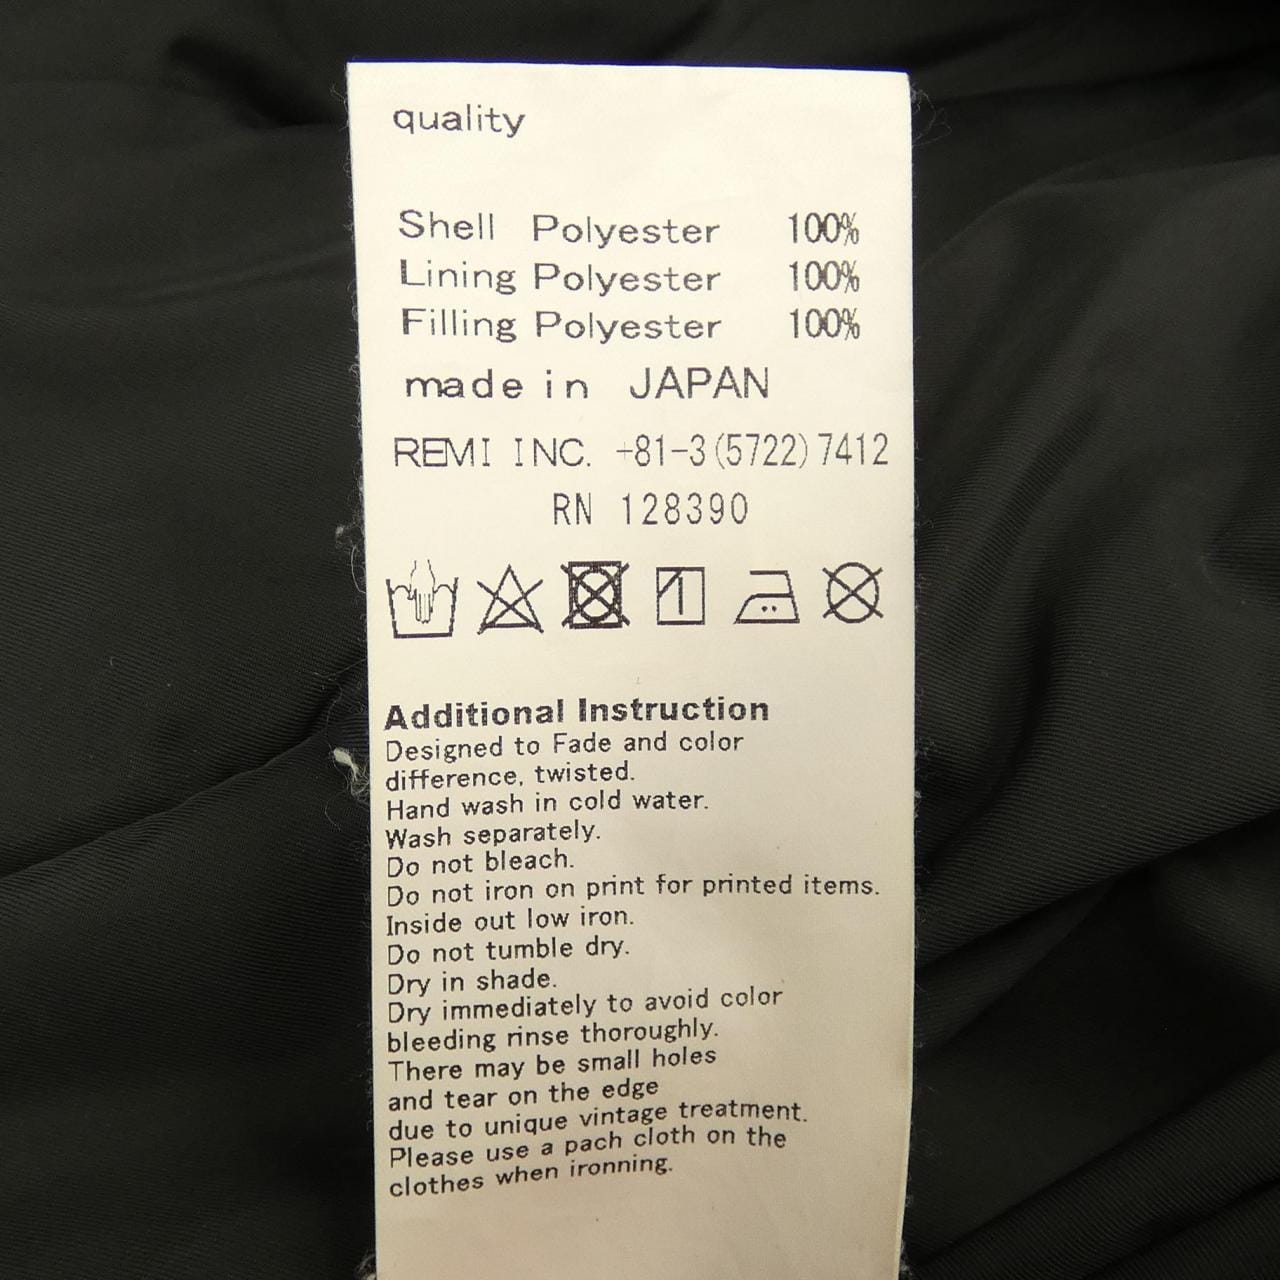 quality
Shell Polyester 100%
Lining Polyester 100%
Filling Polyester 100%
made in JAPAN
REMI INC. +81-3(5722)7412
RN 128390
1
Additional Instruction
Designed to Fade and color
difference, twisted.
Hand wash in cold water.
Wash separately.
Do not bleach.
Do not iron on print for printed items.
Inside out low iron.
Do not tumble dry.
Dry in shade.
Dry immediately to avoid color
bleeding rinse thoroughly.
There may be small holes
and tear on the edge
due to unique vintage treatment.
Please use a pach cloth on the
clothes when ironning.